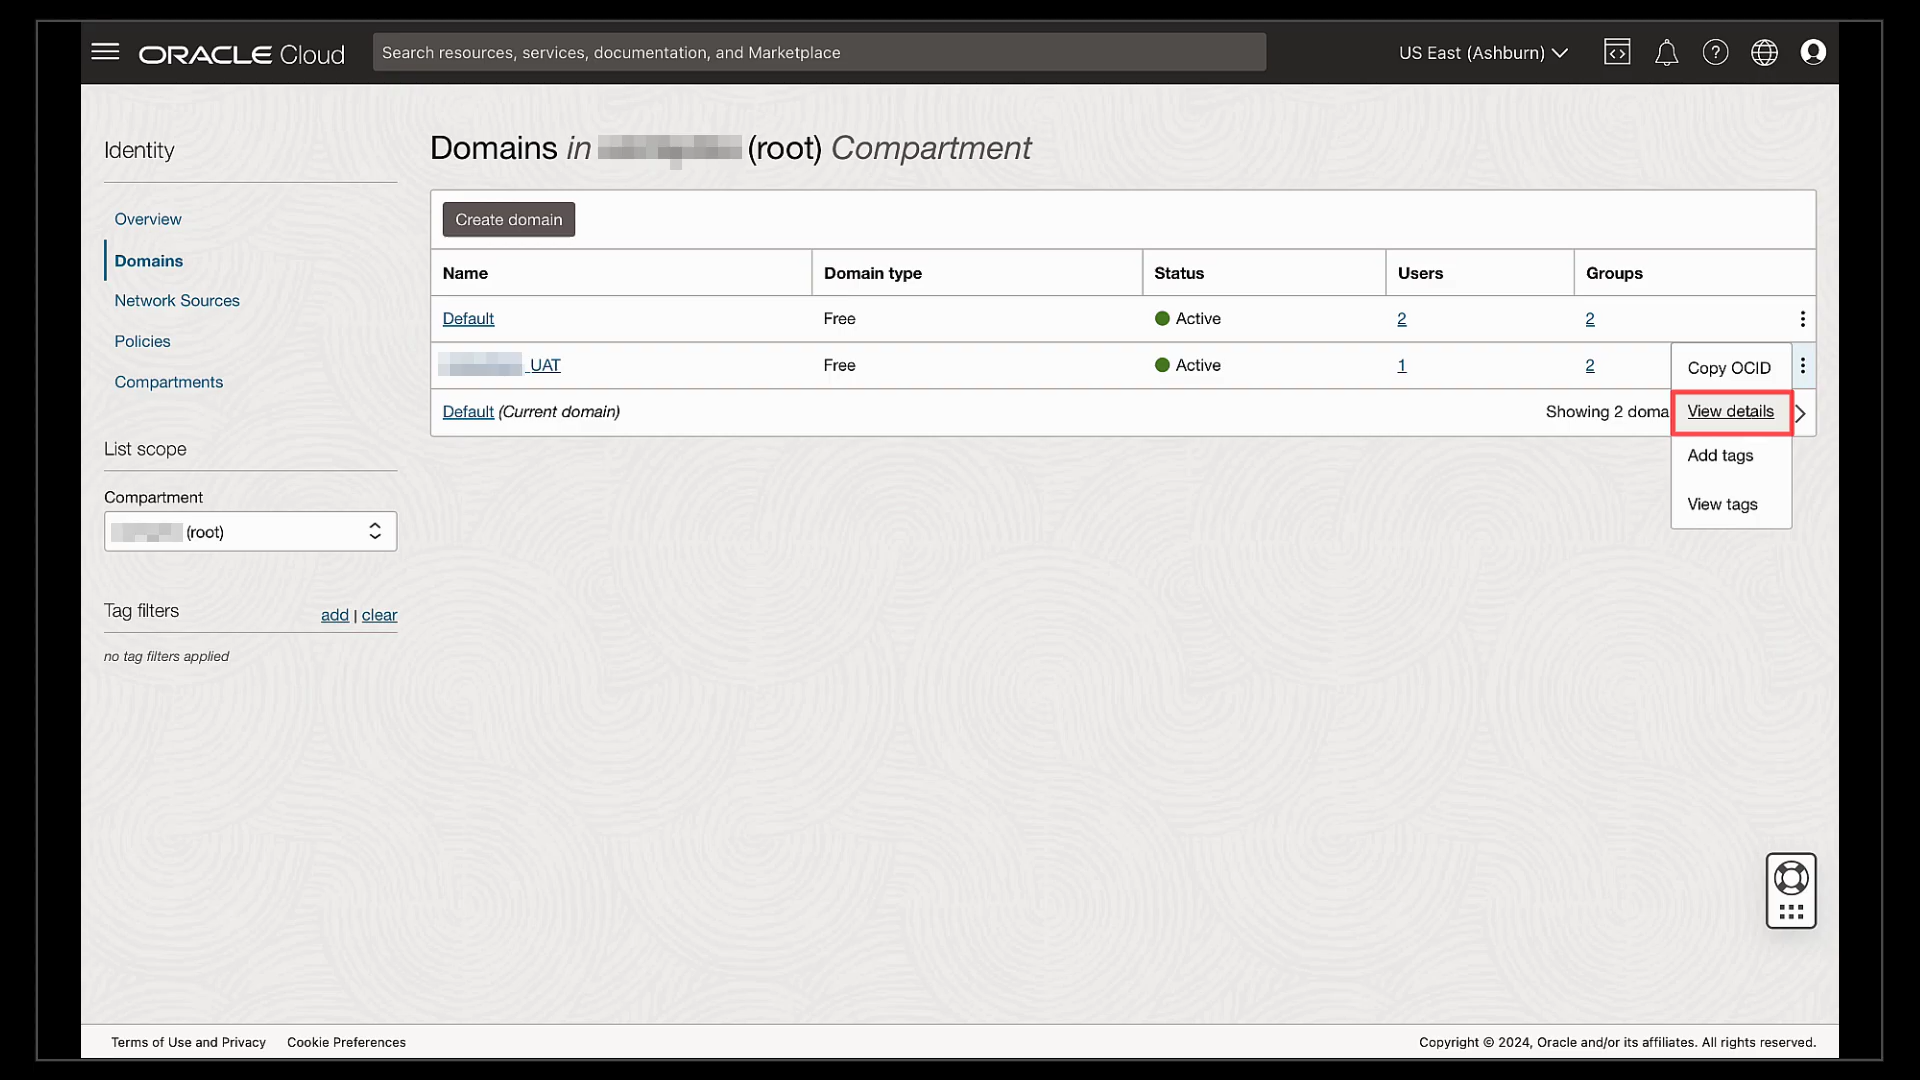 ORACLE Cloud
Search resources, services, documentation, and Marketplace
US East (Ashburn)
Identity
Overview
Domains
Network Sources
Policies
Compartments
List scope
Compartment
(root)
Tag filters
add | clear
no tag filters applied
Domains in (root) Compartment
Create domain
Name Domain type Status Users Groups
Default Free Active 2 2
_UAT Free Active 1 2
Default (Current domain) Showing 2 doma
Copy OCID
View details
Add tags
View tags
Terms of Use and Privacy Cookie Preferences
Copyright © 2024, Oracle and/or its affiliates. All rights reserved.